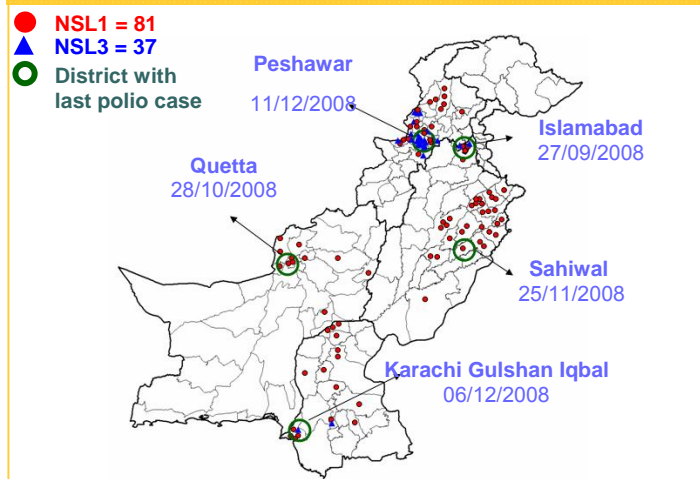 NSL1 = 81
NSL3 = 37
District with
last polio case
Peshawar
11/12/2008
Islamabad
27/09/2008
Quetta
28/10/2008
Sahiwal
25/11/2008
Karachi Gulshan Iqbal
06/12/2008